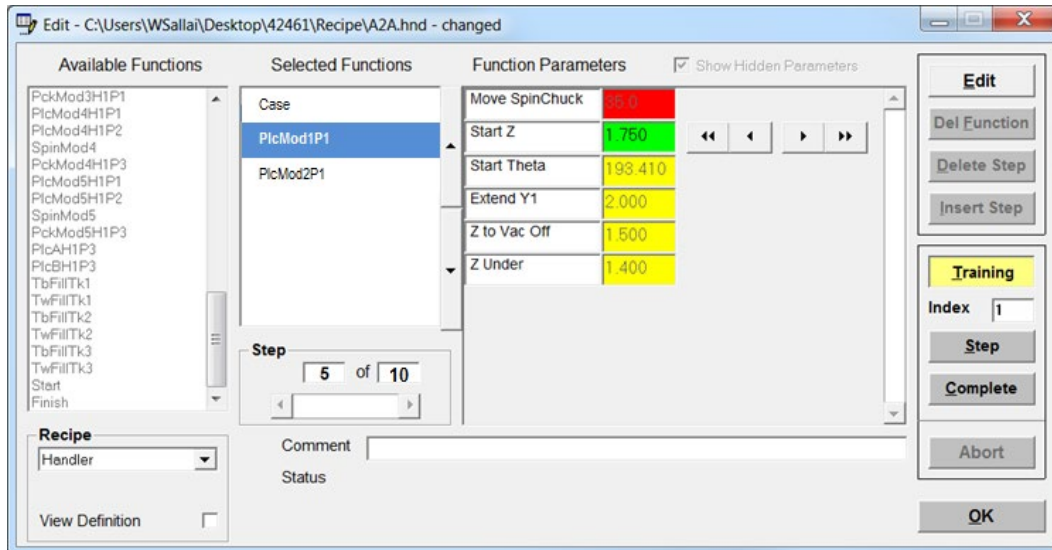 Edit - C:\Users\WSallai\Desktop\42461\Recipe\A2A.hnd - changed
Available Functions
PckMod3H1P1
PlcMod4H1P1
PlcMod4H1P2
SpinMod4
PckMod4H1P3
PlcMod5H1P1
PlcMod5H1P2
SpinMod5
PckMod5H1P3
PlcAH1P3
PlcBH1P3
TbFillTk1
TwFillTk1
TbFillTk2
TwFillTk2
TbFillTk3
TwFillTk3
Start
Finish
Recipe
Handler
View Definition
Selected Functions
Case
PlcMod1P1
PlcMod2P1
Step
5 of 10
Function Parameters
Show Hidden Parameters
Move SpinChuck 36.0
Start Z 1.750
Start Theta 193.410
Extend Y1 2.000
Z to Vac Off 1.500
Z Under 1.400
Comment
Status
Edit
Del Function
Delete Step
Insert Step
Training
Index 1
Step
Complete
Abort
OK